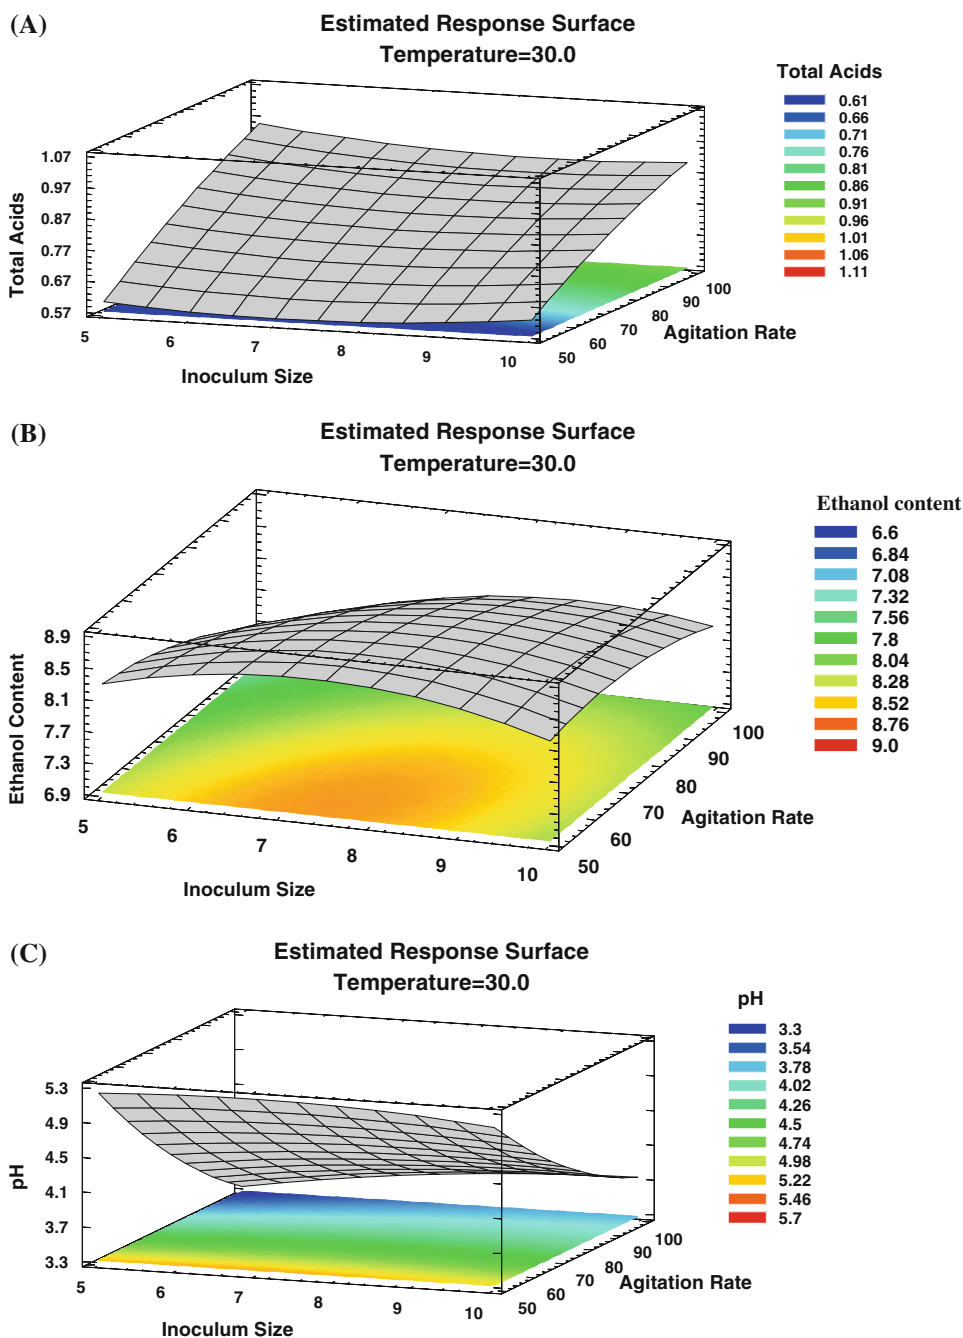 (A)
Estimated Response Surface
Temperature=30.0
Total Acids
0.61
0.66
0.71
0.76
0.81
0.86
0.91
0.96
1.01
1.06
1.11
Total Acids
1.07
0.97
0.87
0.77
0.67
0.57
5 6 7 8 9 10
Inoculum Size
50 60 70 80 90 100
Agitation Rate
(B)
Estimated Response Surface
Temperature=30.0
Ethanol content
6.6
6.84
7.08
7.32
7.56
7.8
8.04
8.28
8.52
8.76
9.0
Ethanol Content
8.9
8.5
8.1
7.7
7.3
6.9
5 6 7 8 9 10
Inoculum Size
50 60 70 80 90 100
Agitation Rate
(C)
Estimated Response Surface
Temperature=30.0
pH
3.3
3.54
3.78
4.02
4.26
4.5
4.74
4.98
5.22
5.46
5.7
pH
5.3
4.9
4.5
4.1
3.7
3.3
5 6 7 8 9 10
Inoculum Size
50 60 70 80 90 100
Agitation Rate